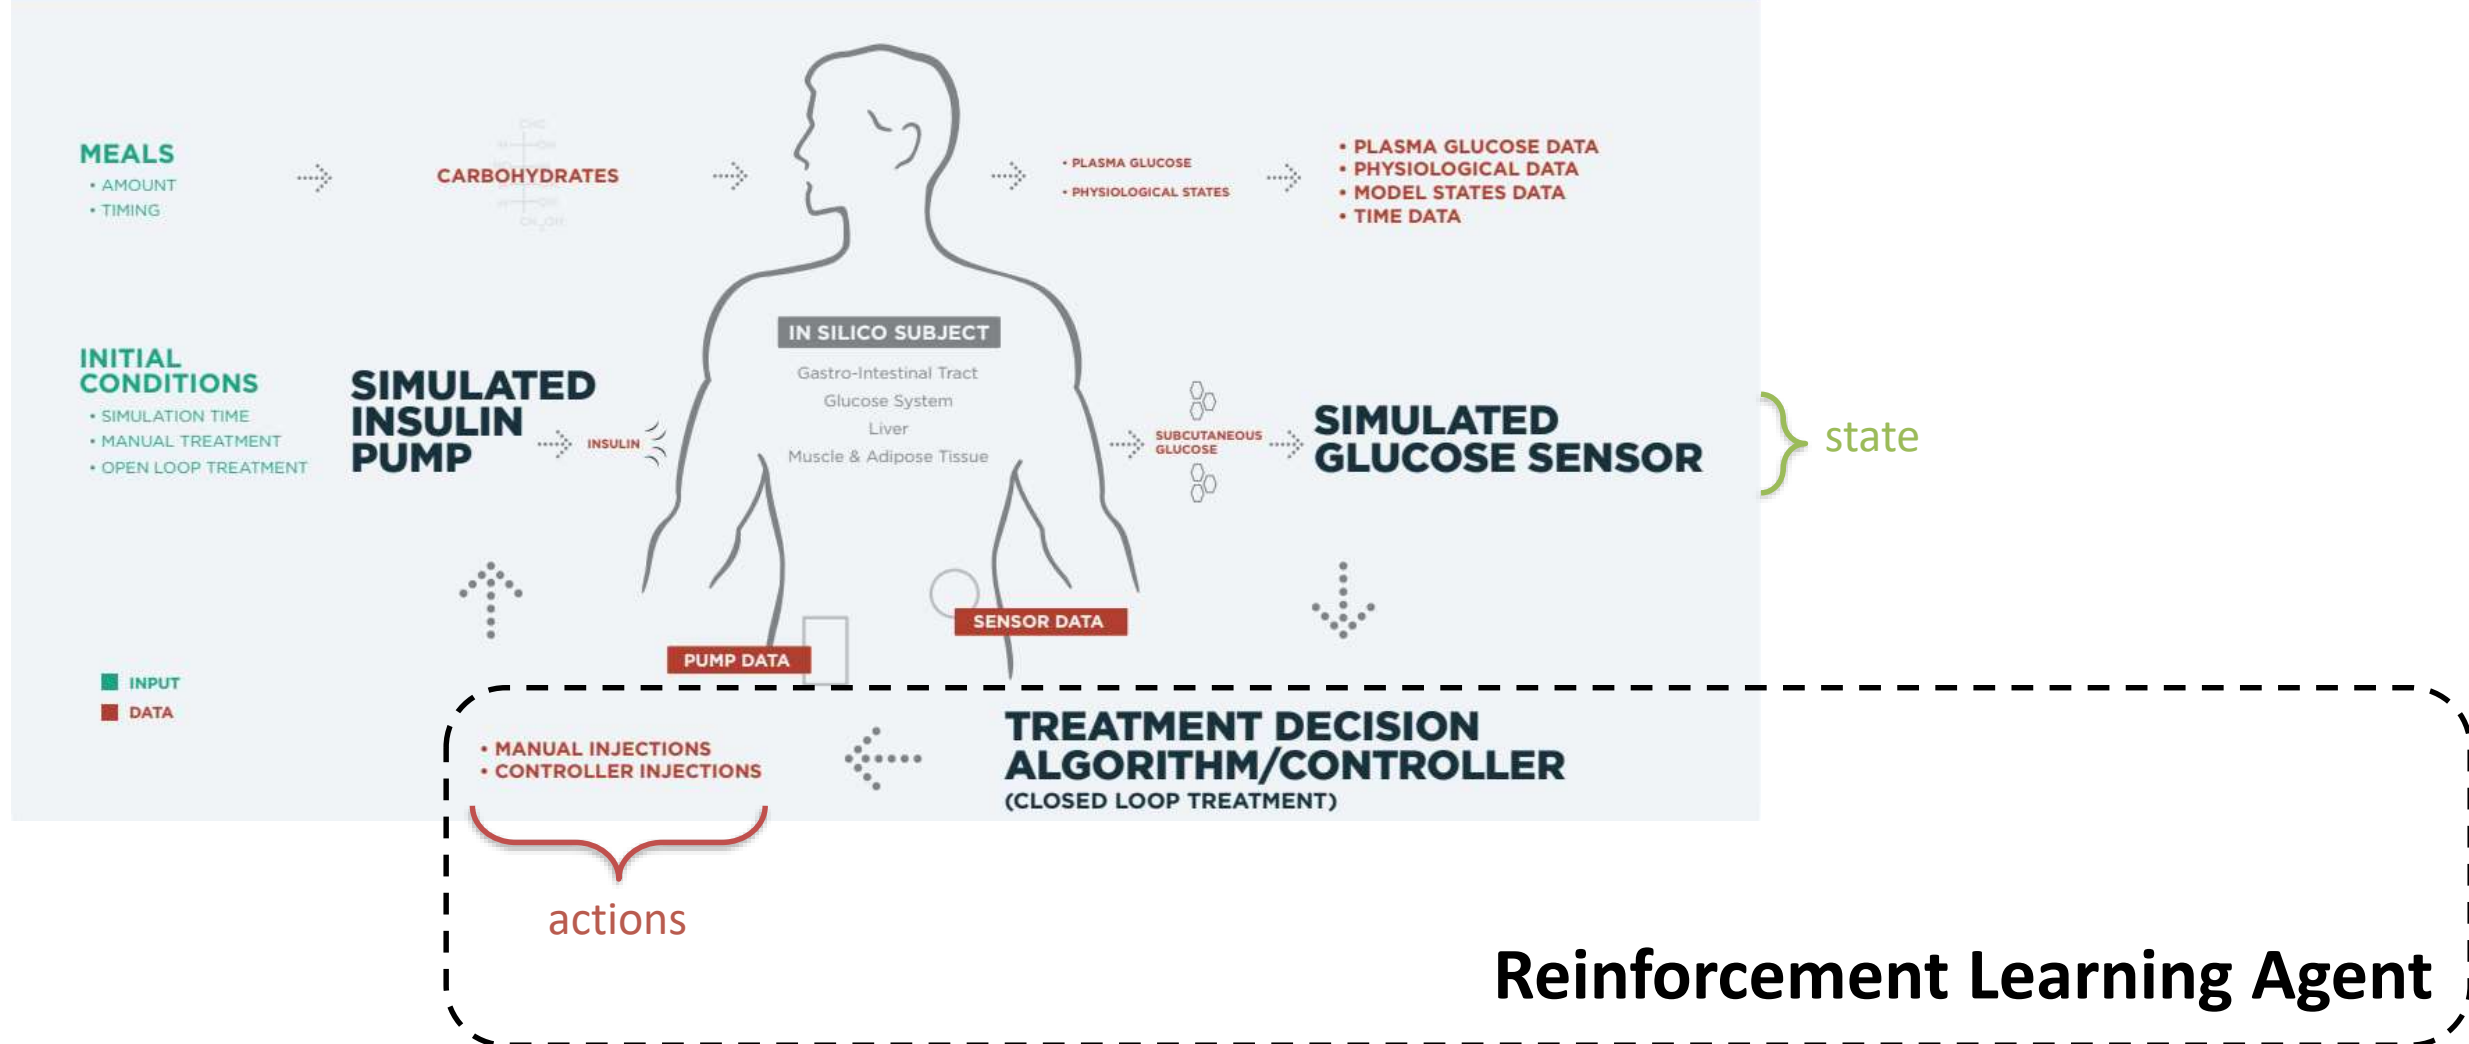 MEALS
• AMOUNT
• TIMING
CARBOHYDRATES
• PLASMA GLUCOSE
• PHYSIOLOGICAL STATES
• PLASMA GLUCOSE DATA
• PHYSIOLOGICAL DATA
• MODEL STATES DATA
• TIME DATA
INITIAL
CONDITIONS
• SIMULATION TIME
• MANUAL TREATMENT
• OPEN LOOP TREATMENT
SIMULATED
INSULIN
PUMP
INSULIN
IN SILICO SUBJECT
Gastro-Intestinal Tract
Glucose System
Liver
Muscle & Adipose Tissue
SUBCUTANEOUS
GLUCOSE
SIMULATED
GLUCOSE SENSOR
state
SENSOR DATA
PUMP DATA
INPUT
DATA
• MANUAL INJECTIONS
• CONTROLLER INJECTIONS
TREATMENT DECISION
ALGORITHM/CONTROLLER
(CLOSED LOOP TREATMENT)
actions
Reinforcement Learning Agent